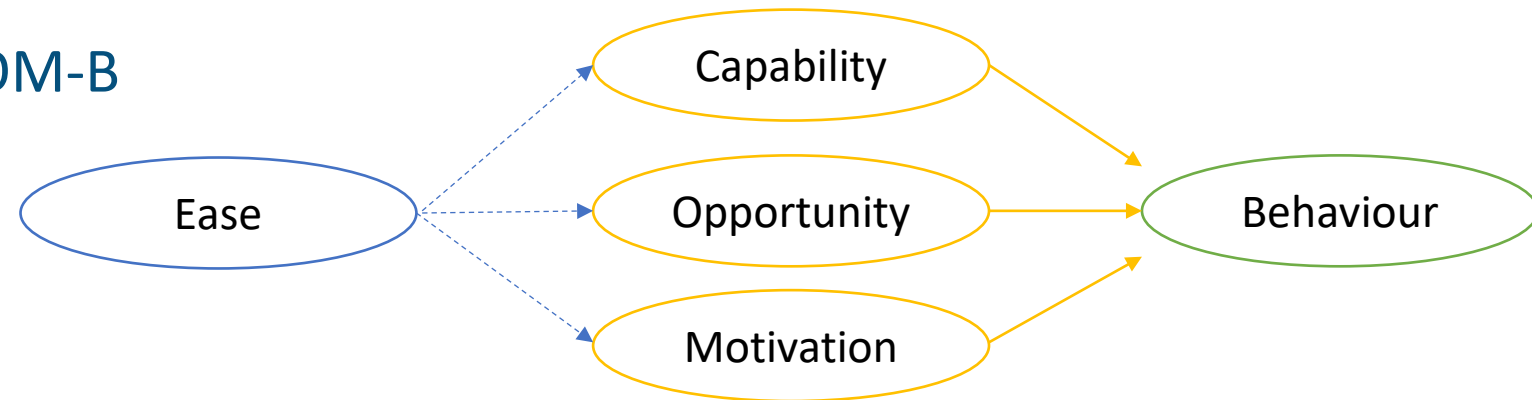 OM-B
Capability
Ease
Opportunity
Behaviour
Motivation